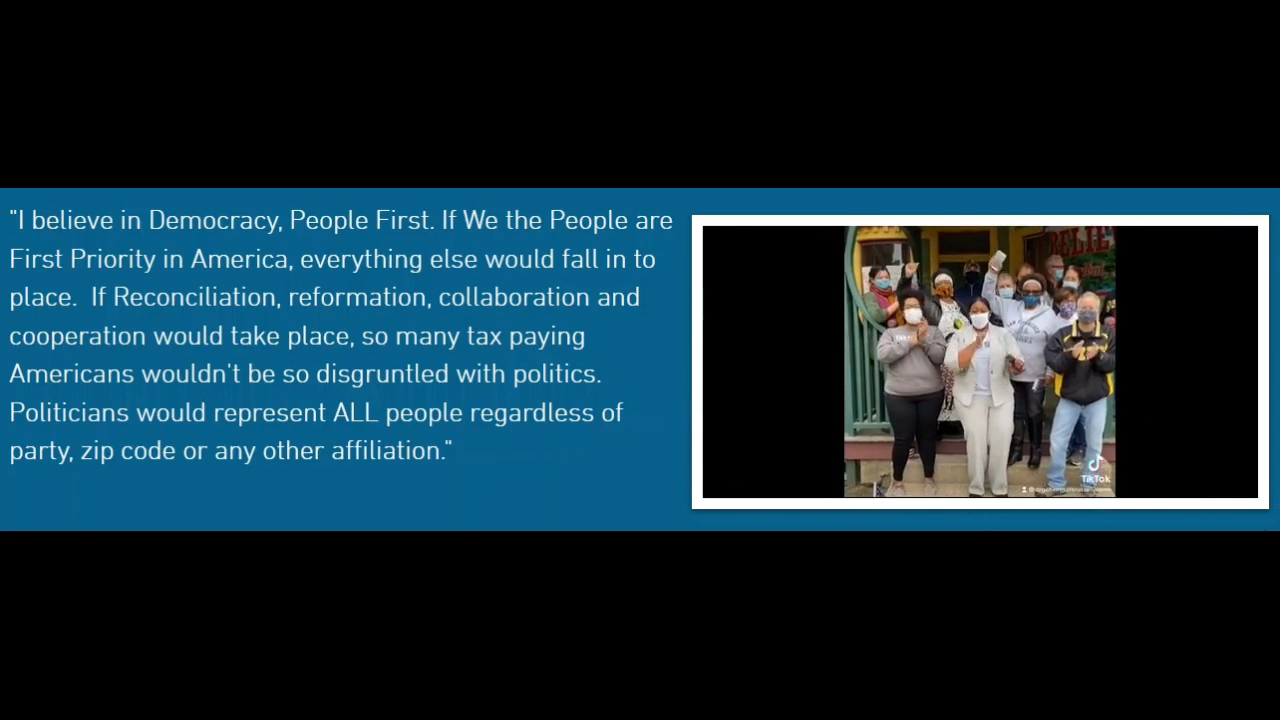 "I believe in Democracy, People First. If We the People are
First Priority in America, everything else would fall in to
place.  If Reconciliation, reformation, collaboration and
cooperation would take place, so many tax paying
Americans wouldn't be so disgruntled with politics.
Politicians would represent ALL people regardless of
party, zip code or any other affiliation."
TikTok